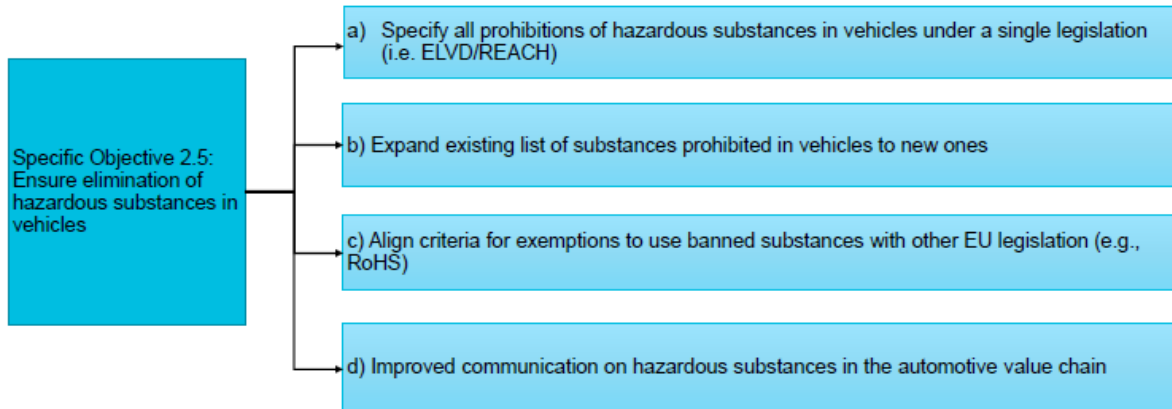 Specific Objective 2.5:
Ensure elimination of
hazardous substances in
vehicles
a) Specify all prohibitions of hazardous substances in vehicles under a single legislation
(i.e. ELVD/REACH)
b) Expand existing list of substances prohibited in vehicles to new ones
c) Align criteria for exemptions to use banned substances with other EU legislation (e.g.,
RoHS)
d) Improved communication on hazardous substances in the automotive value chain